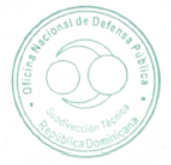 Oficina Nacional de Defensa Pública
Subdirección Técnica
República Dominicana